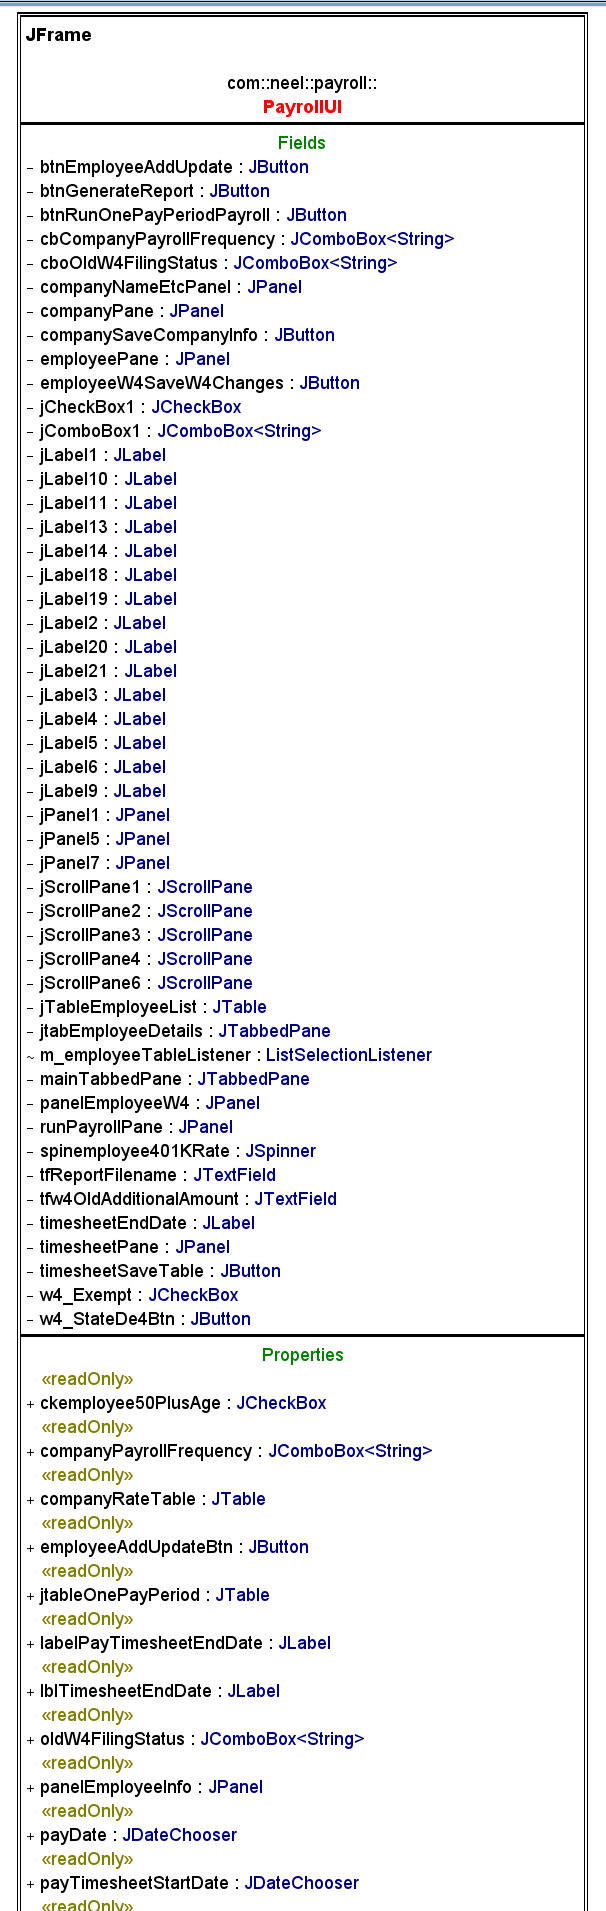 JFrame
com::neel::payroll::
PayrollUI
Fields
- btnEmployeeAddUpdate : JButton
- btnGenerateReport : JButton
- btnRunOnePayPeriodPayroll : JButton
- cbCompanyPayrollFrequency : JComboBox<String>
- cboOldW4FilingStatus : JComboBox<String>
- companyNameEtcPanel : JPanel
- companyPane : JPanel
- companySaveCompanyInfo : JButton
- employeePane : JPanel
- employeeW4SaveW4Changes : JButton
- jCheckBox1 : JCheckBox
- jComboBox1 : JComboBox<String>
- jLabel1 : JLabel
- jLabel10 : JLabel
- jLabel11 : JLabel
- jLabel13 : JLabel
- jLabel14 : JLabel
- jLabel18 : JLabel
- jLabel19 : JLabel
- jLabel2 : JLabel
- jLabel20 : JLabel
- jLabel21 : JLabel
- jLabel3 : JLabel
- jLabel4 : JLabel
- jLabel5 : JLabel
- jLabel6 : JLabel
- jLabel9 : JLabel
- jPanel1 : JPanel
- jPanel5 : JPanel
- jPanel7 : JPanel
- jScrollPane1 : JScrollPane
- jScrollPane2 : JScrollPane
- jScrollPane3 : JScrollPane
- jScrollPane4 : JScrollPane
- jScrollPane6 : JScrollPane
- jTableEmployeeList : JTable
- jtabEmployeeDetails : JTabbedPane
~ m_employeeTableListener : ListSelectionListener
- mainTabbedPane : JTabbedPane
- panelEmployeeW4 : JPanel
- runPayrollPane : JPanel
- spinemployee401KRate : JSpinner
- tfReportFilename : JTextField
- tfw4OldAdditionalAmount : JTextField
- timesheetEndDate : JLabel
- timesheetPane : JPanel
- timesheetSaveTable : JButton
- w4_Exempt : JCheckBox
- w4_StateDe4Btn : JButton
Properties
«readOnly»
+ ckemployee50PlusAge : JCheckBox
«readOnly»
+ companyPayrollFrequency : JComboBox<String>
«readOnly»
+ companyRateTable : JTable
«readOnly»
+ employeeAddUpdateBtn : JButton
«readOnly»
+ jtableOnePayPeriod : JTable
«readOnly»
+ labelPayTimesheetEndDate : JLabel
«readOnly»
+ lblTimesheetEndDate : JLabel
«readOnly»
+ oldW4FilingStatus : JComboBox<String>
«readOnly»
+ panelEmployeeInfo : JPanel
«readOnly»
+ payDate : JDateChooser
«readOnly»
+ payTimesheetStartDate : JDateChooser
«readOnly»